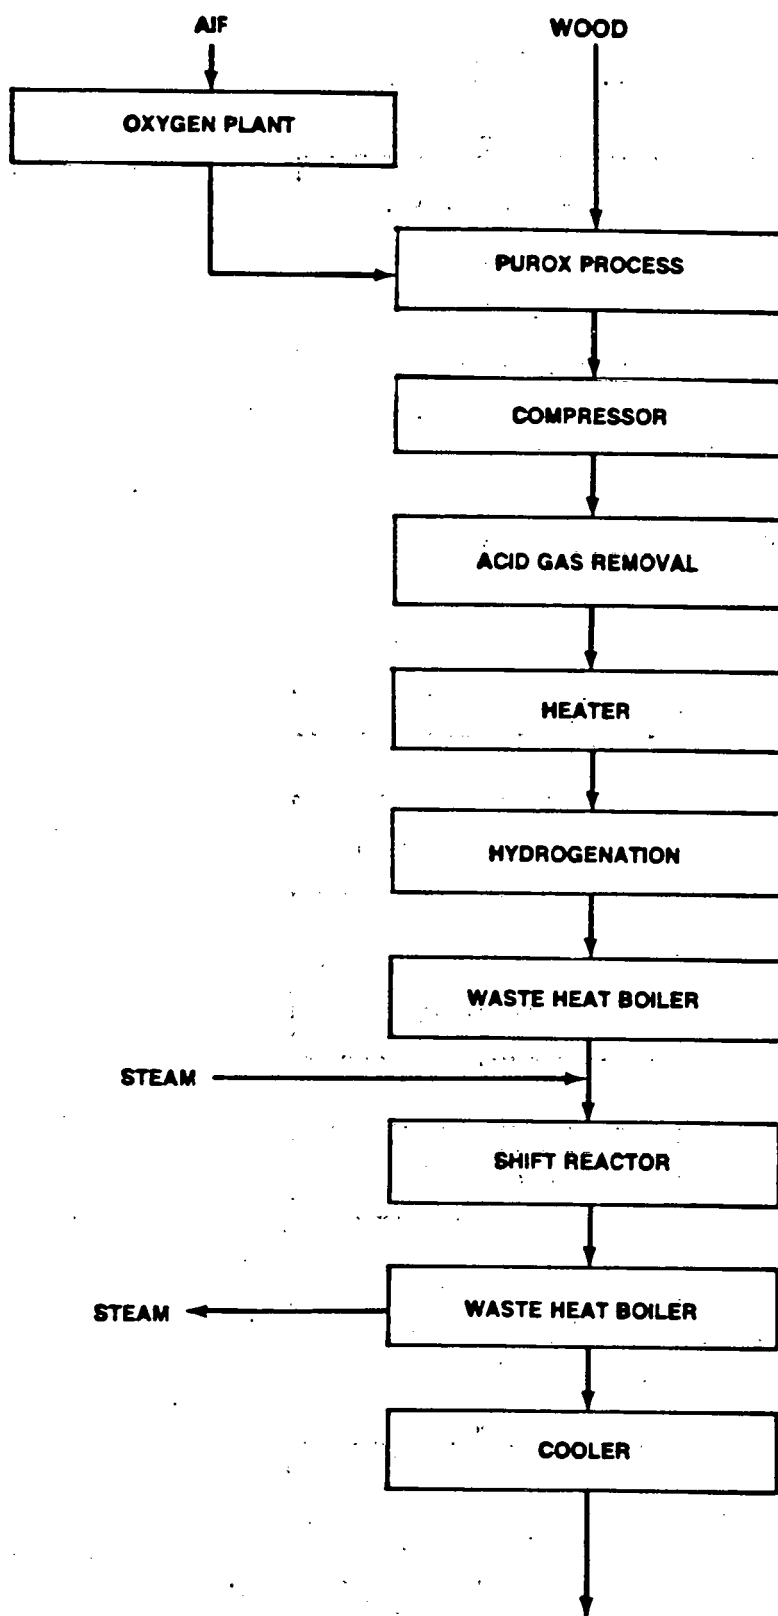 AIF
WOOD
OXYGEN PLANT
PUROX PROCESS
COMPRESSOR
ACID GAS REMOVAL
HEATER
HYDROGENATION
WASTE HEAT BOILER
STEAM
SHIFT REACTOR
STEAM
WASTE HEAT BOILER
COOLER